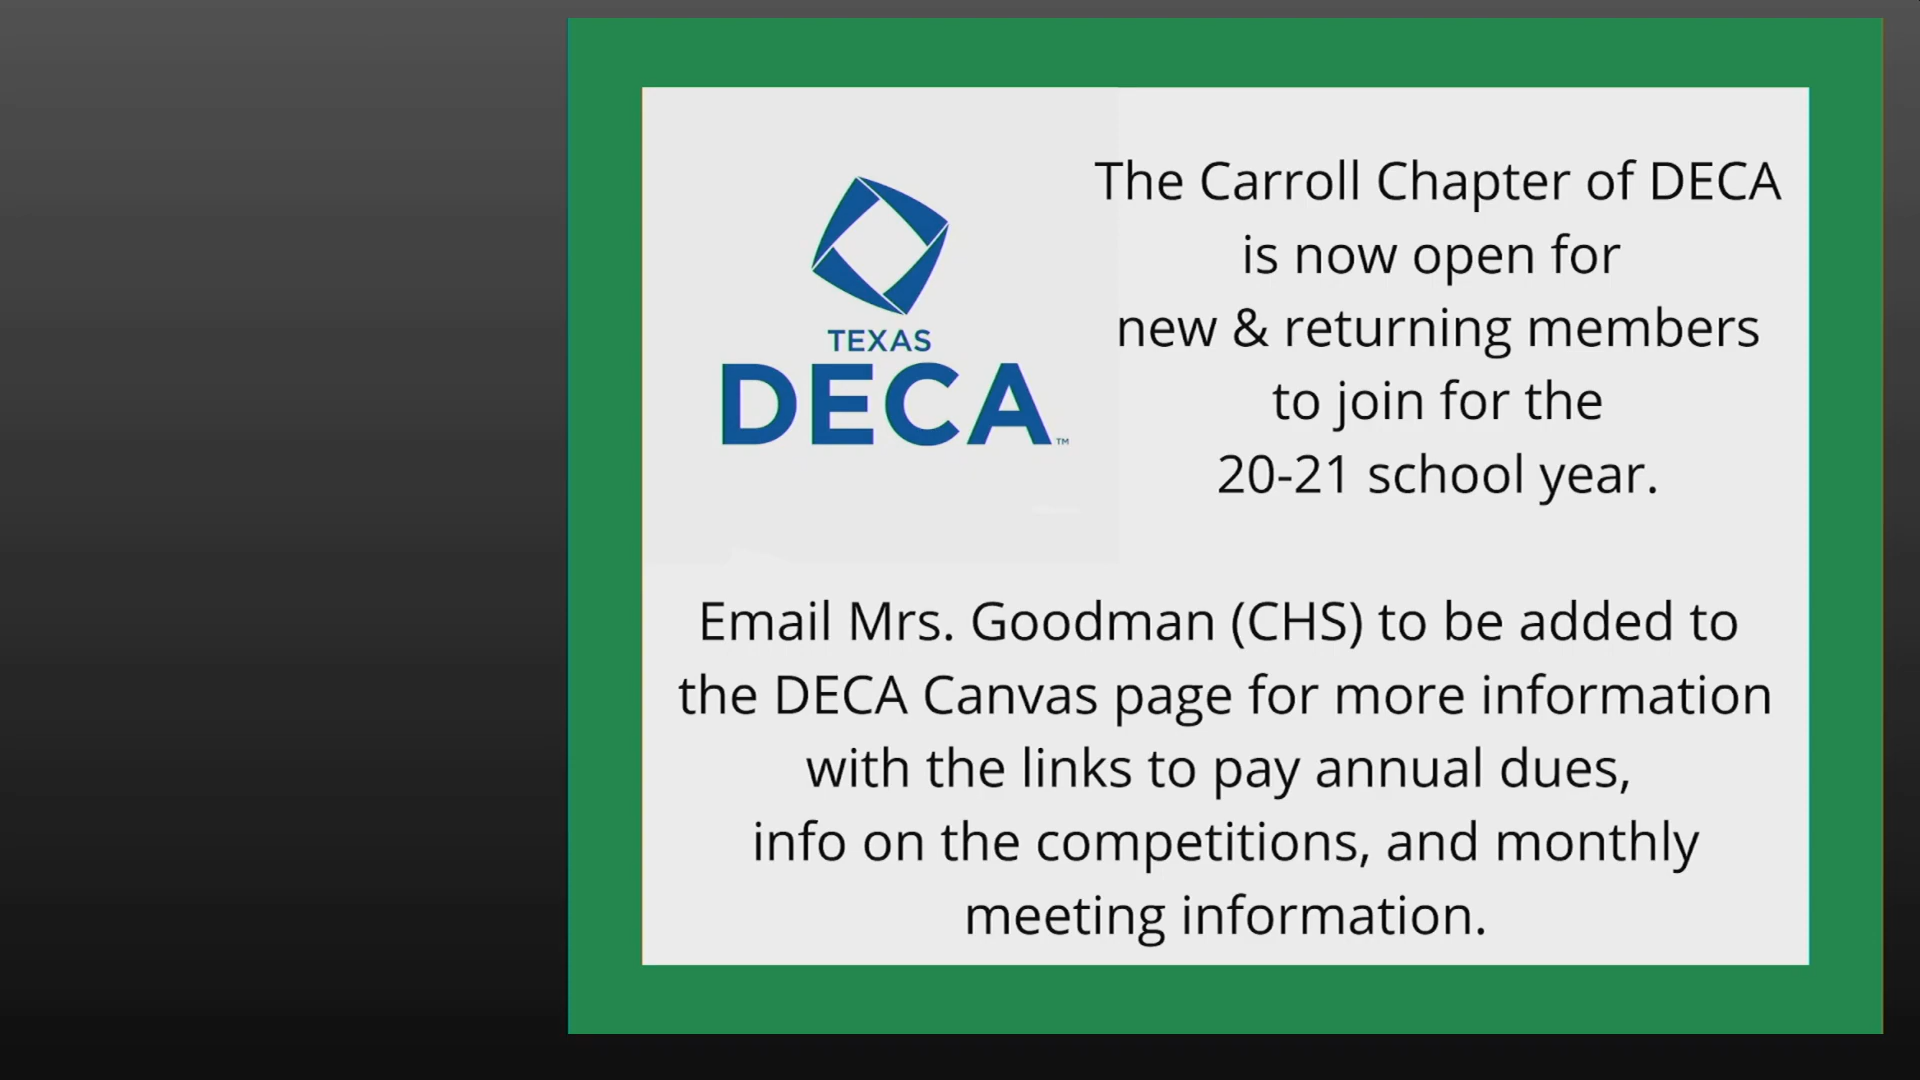 TEXAS
DECA™
The Carroll Chapter of DECA
is now open for
new & returning members
to join for the
20-21 school year.
Email Mrs. Goodman (CHS) to be added to
the DECA Canvas page for more information
with the links to pay annual dues,
info on the competitions, and monthly
meeting information.